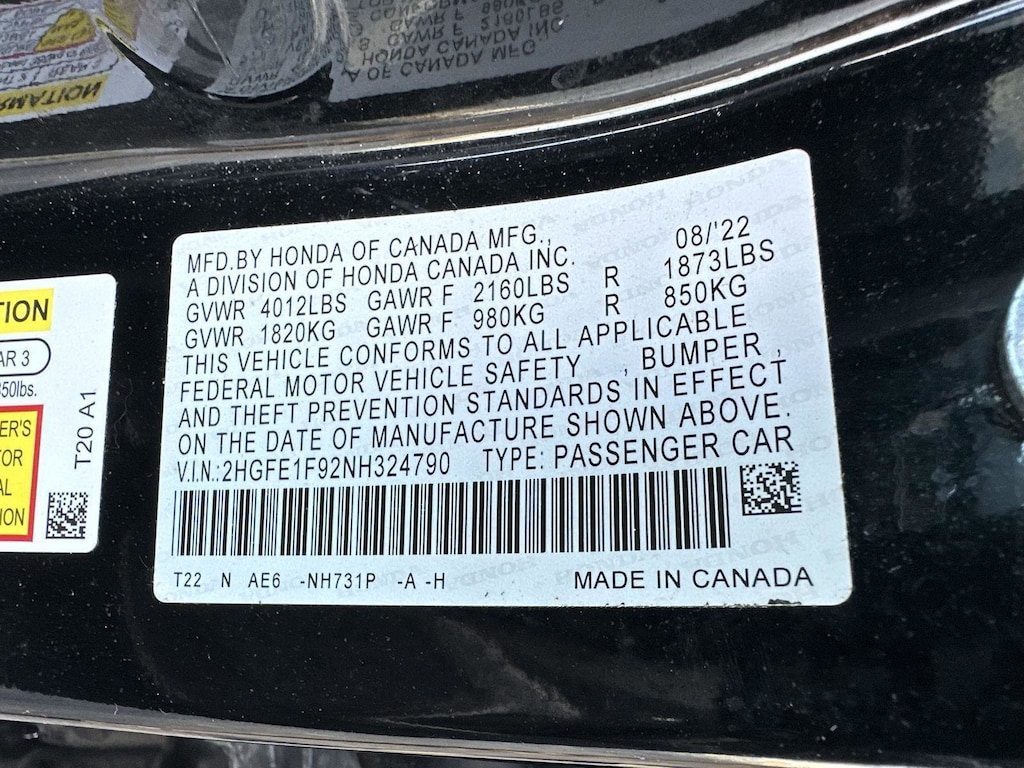 MFD.BY HONDA OF CANADA MFG., 08/'22
A DIVISION OF HONDA CANADA INC.
GVWR 4012LBS GAWR F 2160LBS R 1873LBS
GVWR 1820KG GAWR F 980KG R 850KG
THIS VEHICLE CONFORMS TO ALL APPLICABLE
FEDERAL MOTOR VEHICLE SAFETY , BUMPER ,
AND THEFT PREVENTION STANDARDS IN EFFECT
ON THE DATE OF MANUFACTURE SHOWN ABOVE.
V.I.N.:2HGFE1F92NH324790 TYPE: PASSENGER CAR
T22 N AE6 -NH731P -A -H MADE IN CANADA
T20 A1